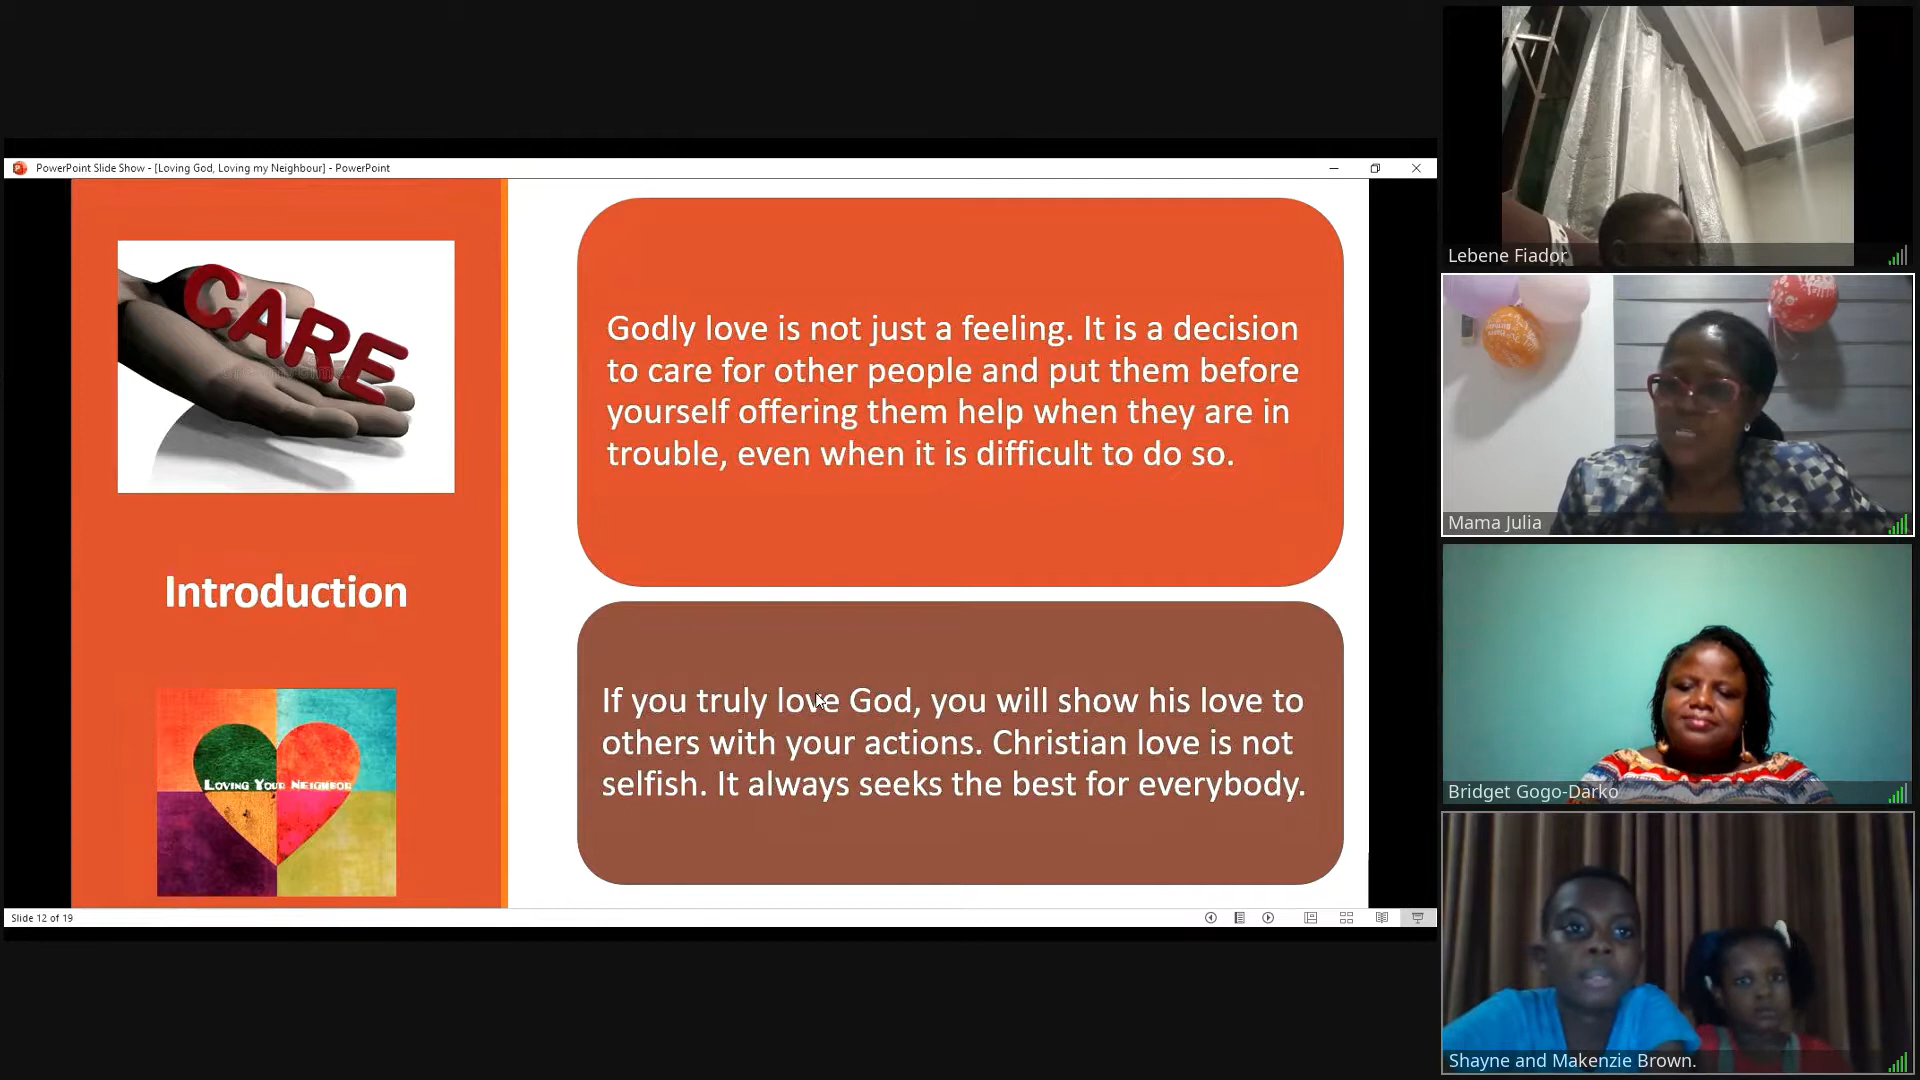 PowerPoint Slide Show - [Loving God, Loving my Neighbour] - PowerPoint
CARE
Introduction
LOVING YOUR NEIGHBOR
Godly love is not just a feeling. It is a decision
to care for other people and put them before
yourself offering them help when they are in
trouble, even when it is difficult to do so.
If you truly love God, you will show his love to
others with your actions. Christian love is not
selfish. It always seeks the best for everybody.
Slide 12 of 19
Lebene Fiador
Mama Julia
Bridget Gogo-Darko
Shayne and Makenzie Brown.